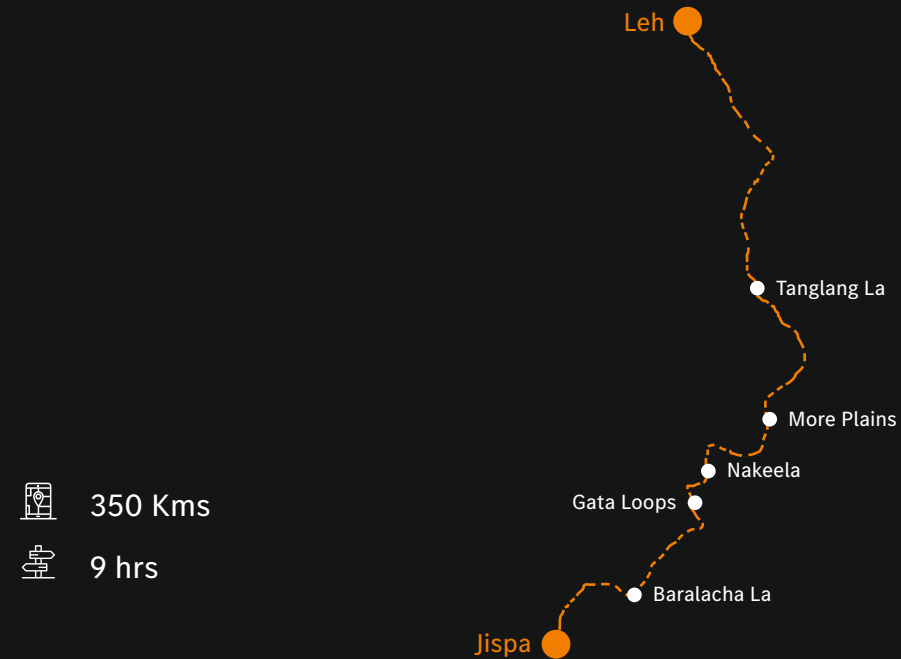 Leh
Tanglang La
More Plains
Nakeela
Gata Loops
350 Kms
9 hrs
Baralacha La
Jispa